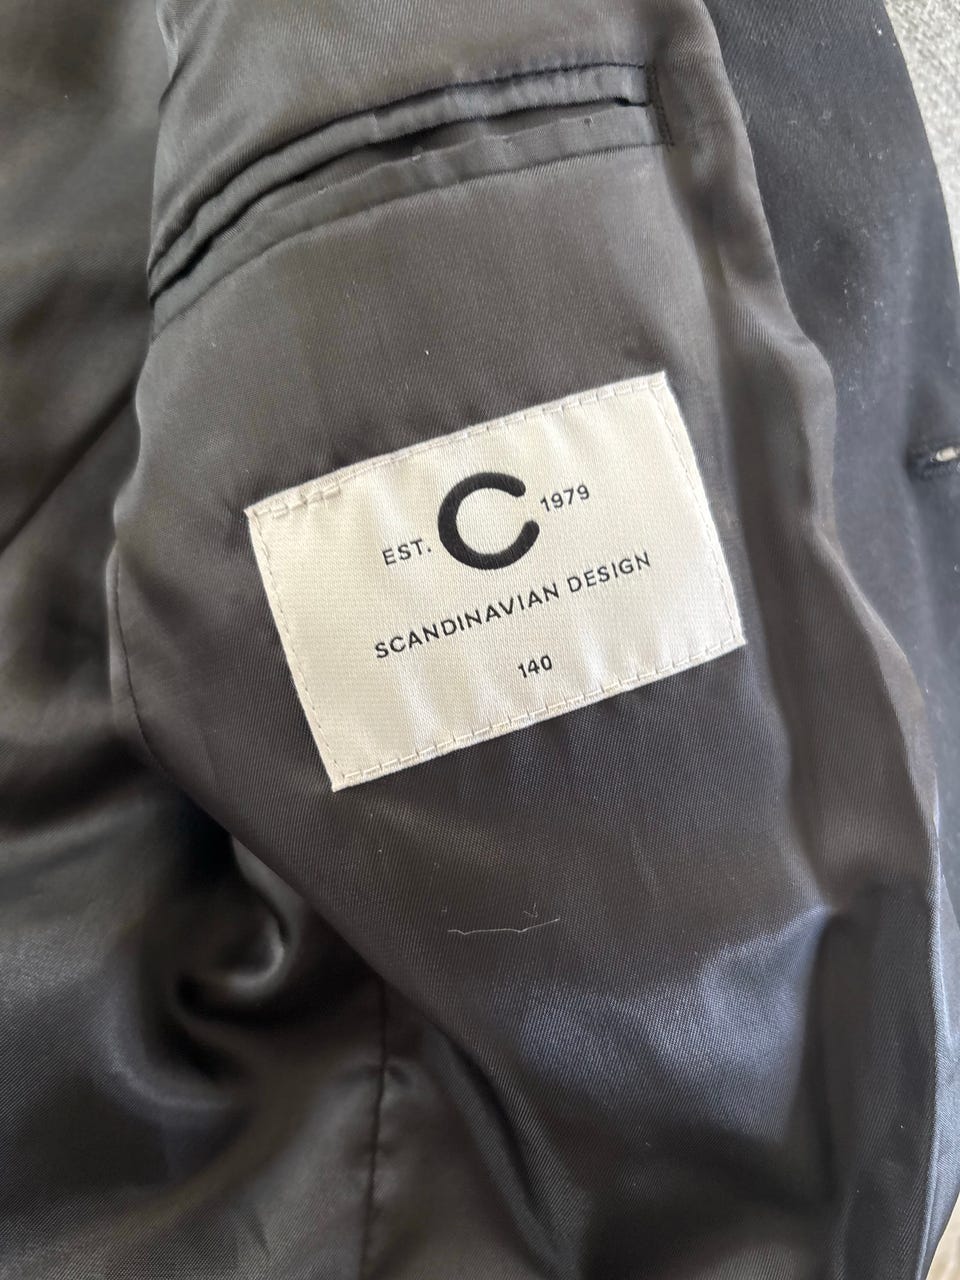 EST. C 1979
SCANDINAVIAN DESIGN
140